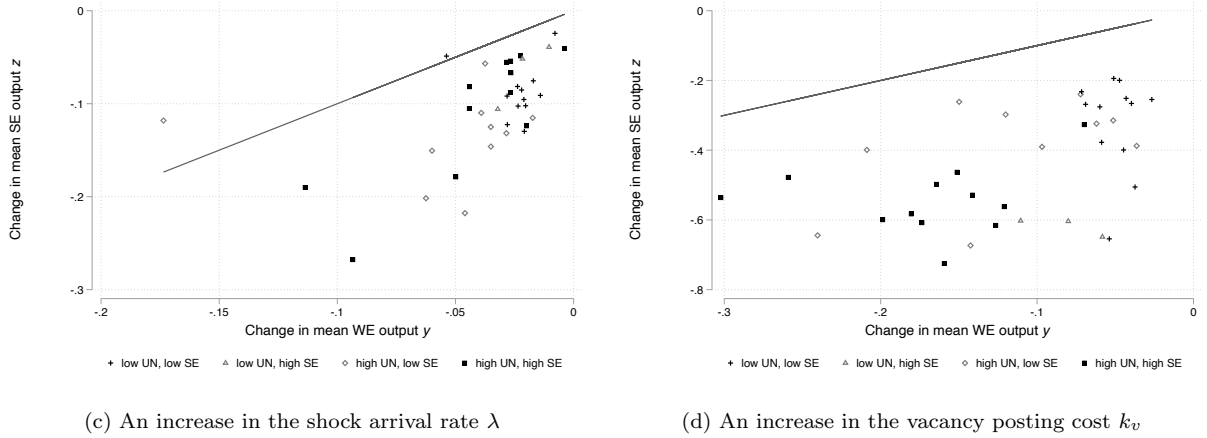 0
-.1
-.2
-.3
Change in mean SE output z
-.2
-.15
-.1
-.05
0
Change in mean WE output y
low UN, low SE
low UN, high SE
high UN, low SE
high UN, high SE
(c) An increase in the shock arrival rate λ
0
-.2
-.4
-.6
-.8
Change in mean SE output z
-.3
-.2
-.1
0
Change in mean WE output y
low UN, low SE
low UN, high SE
high UN, low SE
high UN, high SE
(d) An increase in the vacancy posting cost kᵥ